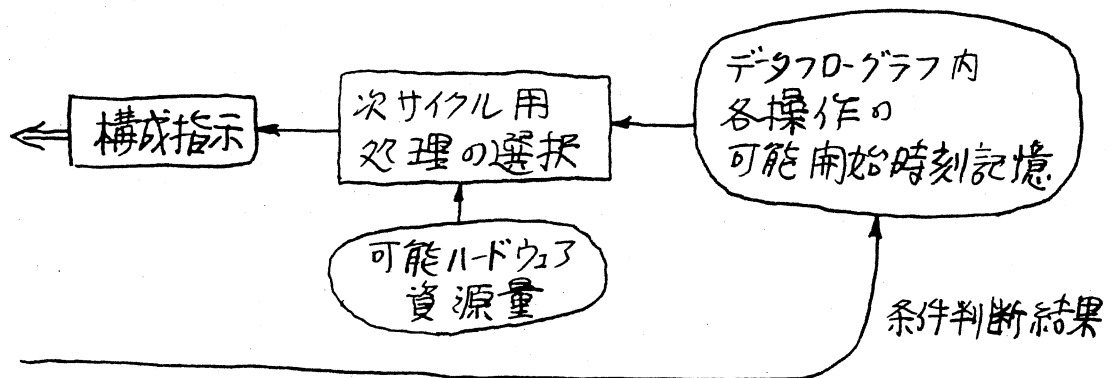 データフローグラフ内
各操作の
可能開始時刻記憶
次サイクル用
処理の選択
構成指示
可能ハードウェア
資源量
条件判断結果